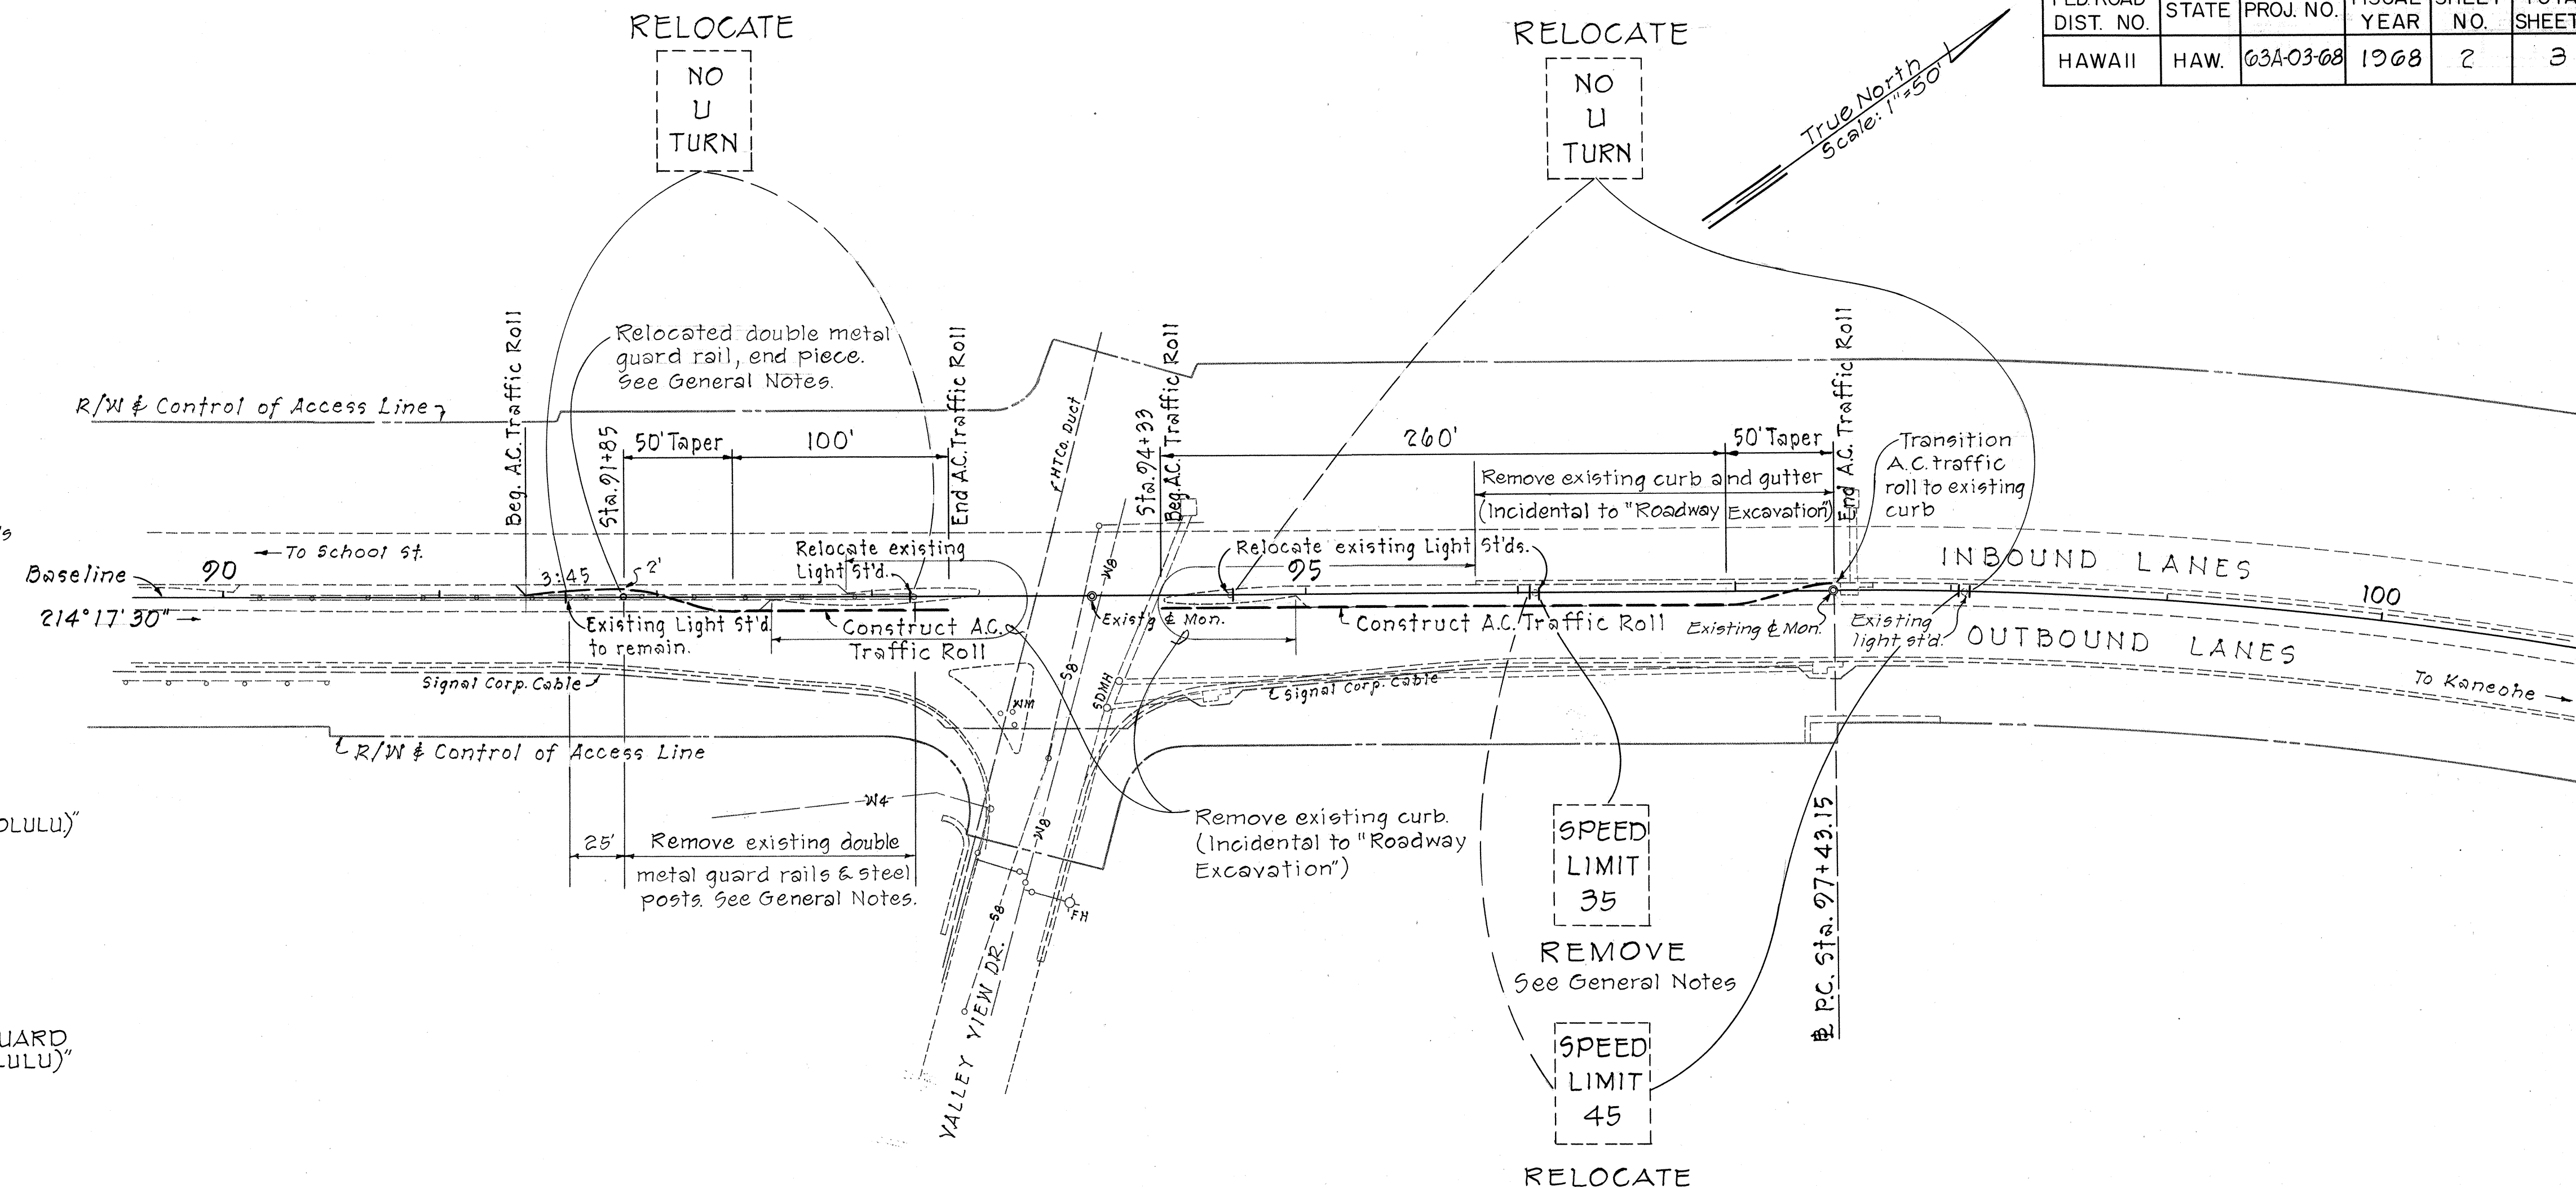 RELOCATE
NO
U
TURN
RELOCATE
NO
U
TURN
True North
Scale: 1"=50'
FED. ROAD DIST. NO.
STATE
PROJ. NO.
FISCAL YEAR
SHEET NO.
TOTAL SHEETS
HAWAII
HAW.
63A-03-68
1968
2
3
Relocated double metal
guard rail, end piece.
See General Notes.
R/W & Control of Access Line
Beg. A.C. Traffic Roll
Sta. 91+85
50' Taper
100'
End A.C. Traffic Roll
HTCo. Duct
Sta. 94+33
Beg. A.C. Traffic Roll
260'
50' Taper
End A.C. Traffic Roll
Transition
A.C. traffic
roll to existing
curb
Remove existing curb and gutter
(Incidental to "Roadway Excavation")
To School St.
Relocate existing
Light St'd.
Relocate existing Light St'ds.
INBOUND LANES
Baseline
90
3:45
2'
W8
95
100
214°17'30"
Existing Light St'd
to remain.
Construct A.C.
Traffic Roll
Exist'g ℄ Mon.
Construct A.C. Traffic Roll
Existing ℄ Mon.
Existing
light st'd.
OUTBOUND LANES
Signal Corp. Cable
S8
SDMH
WM
Signal Corp. Cable
To Kaneohe
R/W & Control of Access Line
W4
OLULU)"
25'
Remove existing double
metal guard rails & steel
posts. See General Notes.
W8
Remove existing curb.
(Incidental to "Roadway
Excavation")
SPEED
LIMIT
35
REMOVE
See General Notes
P.C. Sta. 97+43.15
S8
FH
VALLEY VIEW DR.
UARD
LULU)"
SPEED
LIMIT
45
RELOCATE